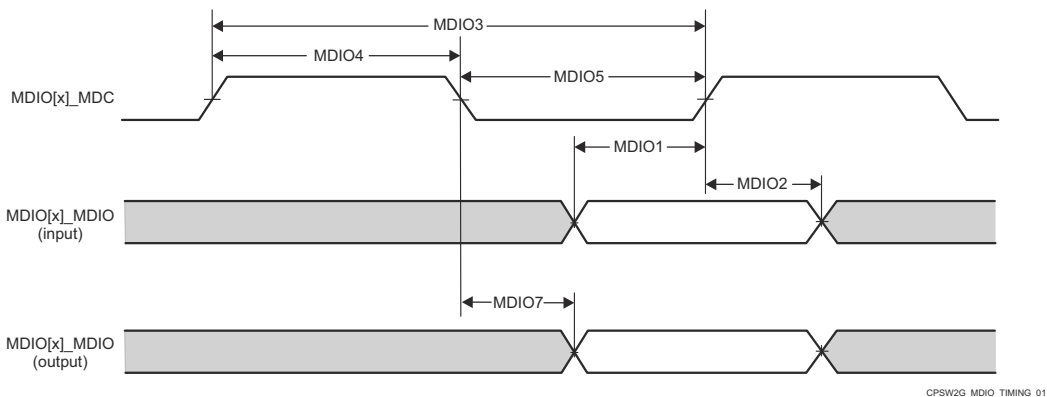 MDIO3
MDIO4
MDIO5
MDIO[x]_MDC
MDIO1
MDIO2
MDIO[x]_MDIO
(input)
MDIO7
MDIO[x]_MDIO
(output)
CPSW2G_MDIO_TIMING_01